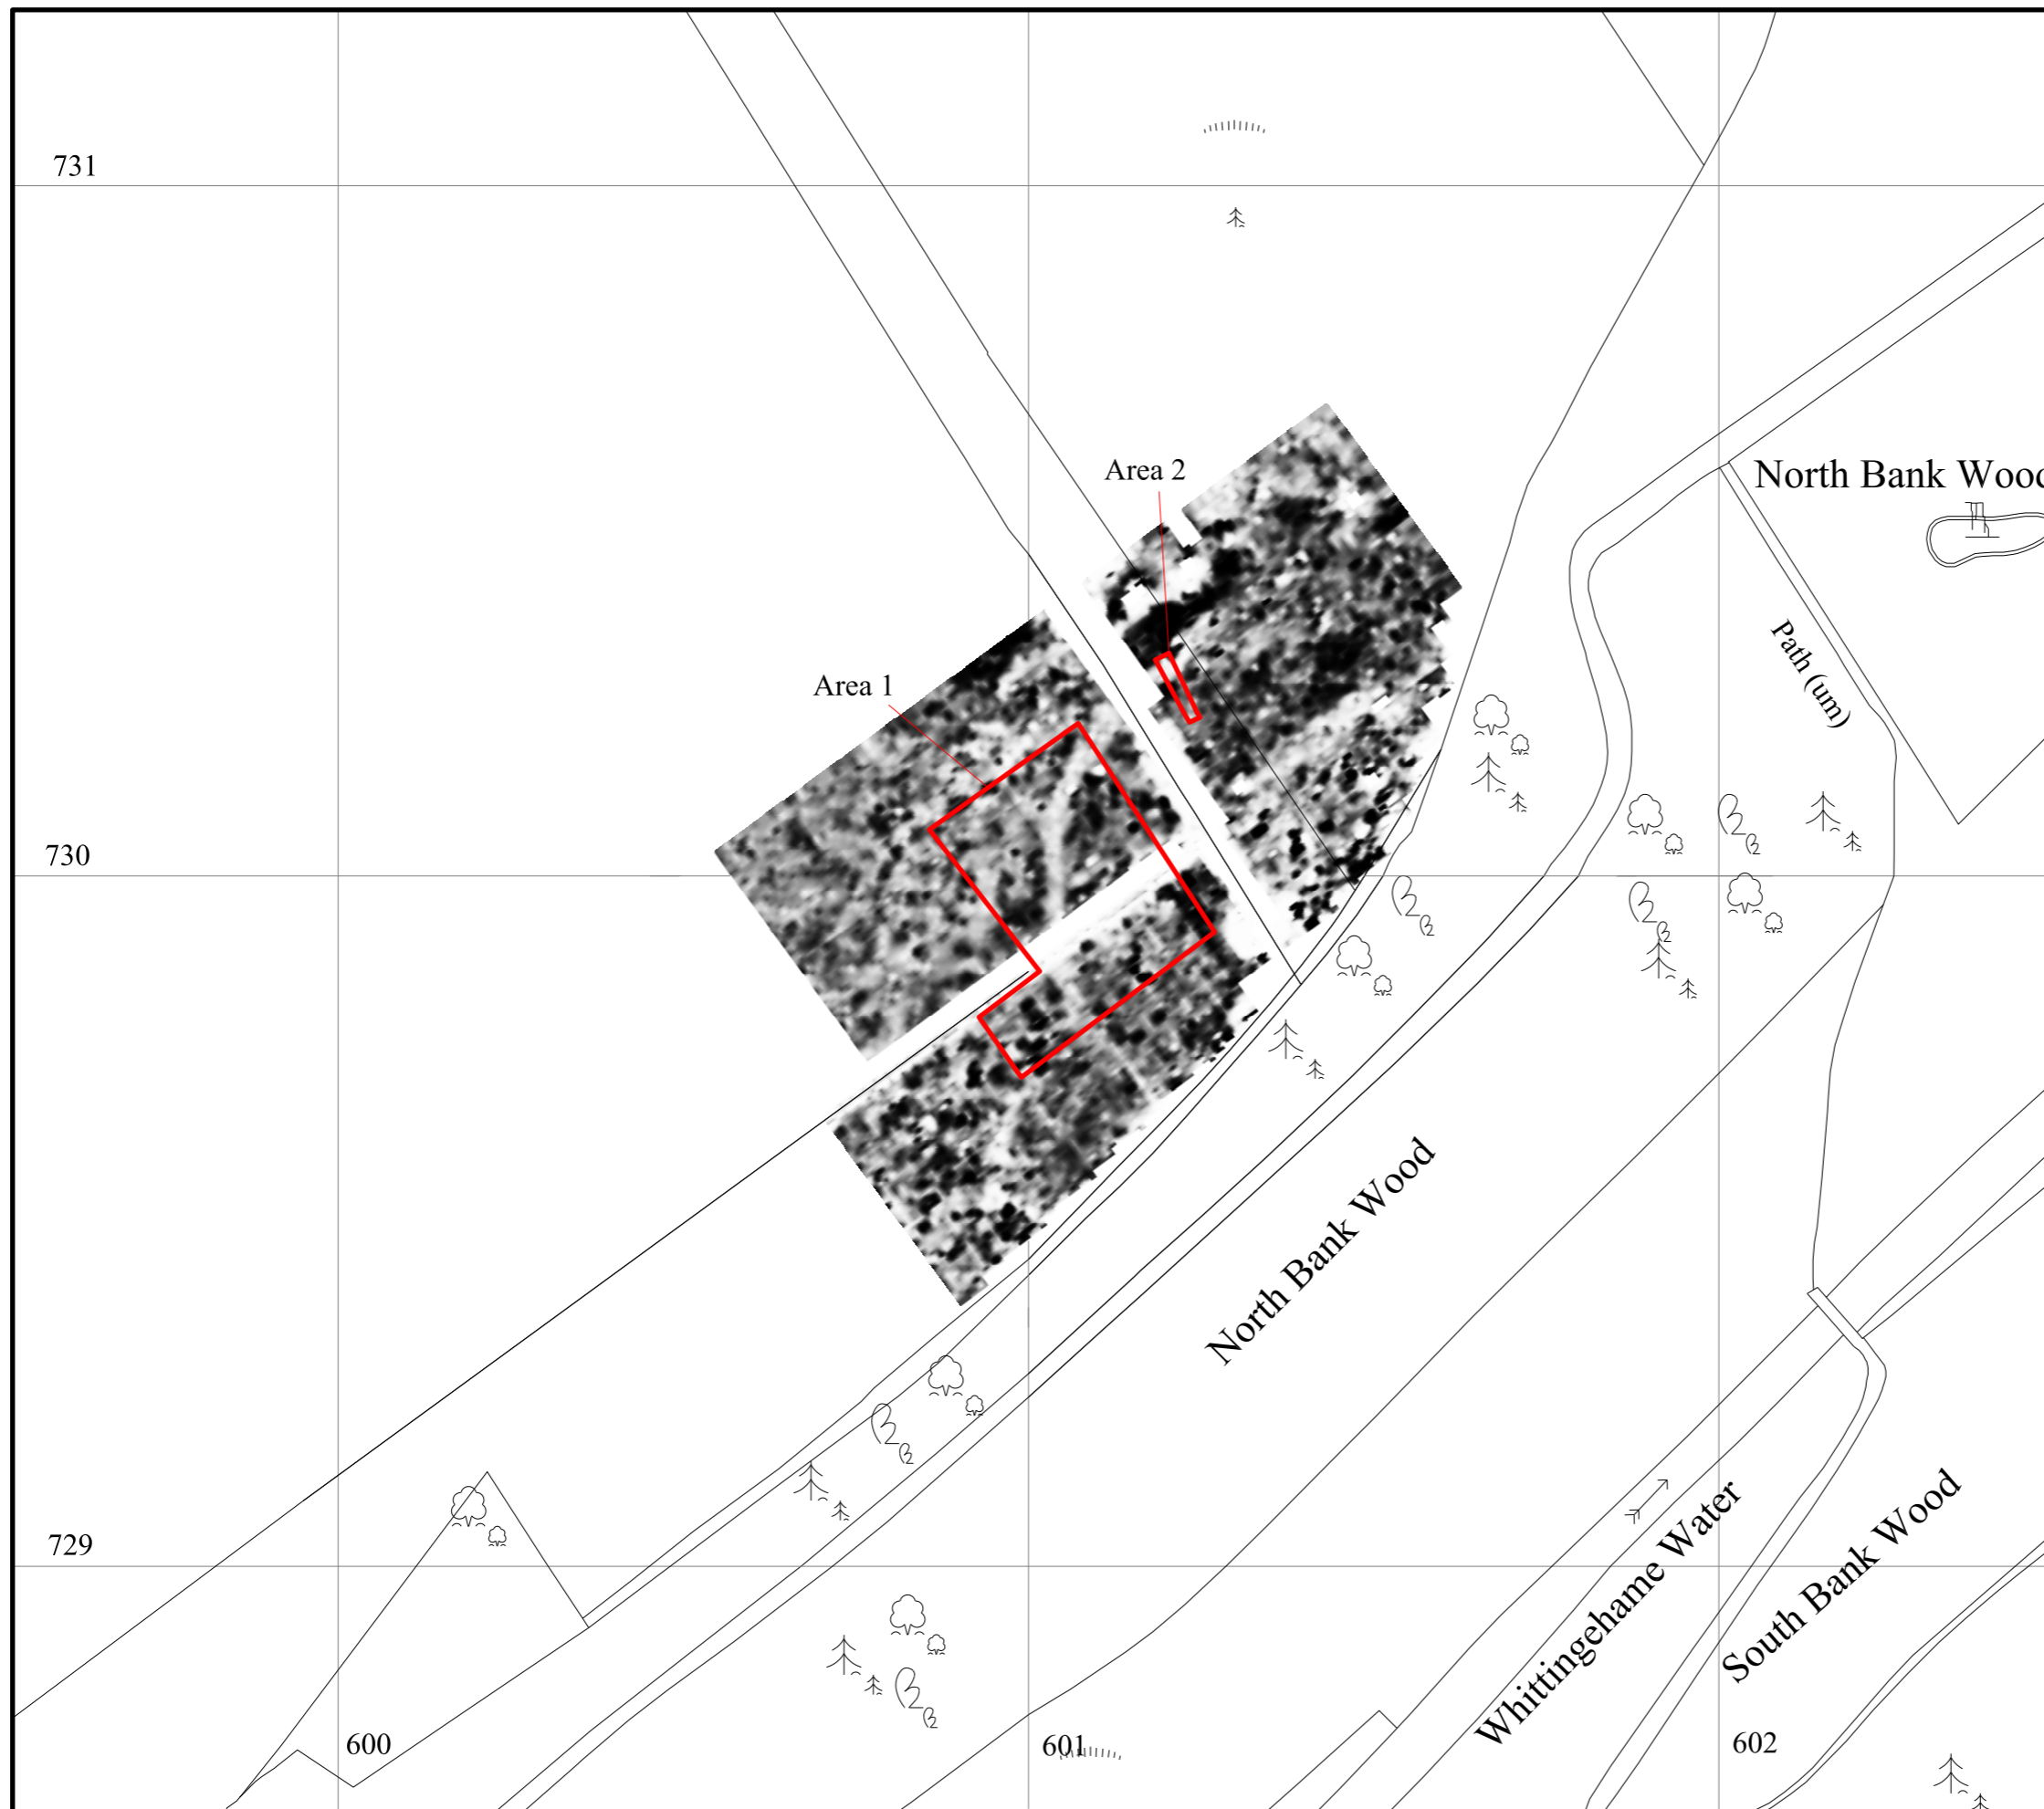 731
Area 2
North Bank Wood
Path (um)
Area 1
730
North Bank Wood
729
Whittingehame Water
South Bank Wood
600
601
602